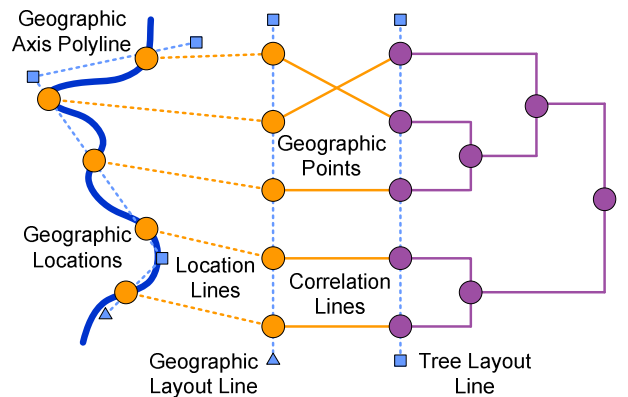 Geographic
Axis Polyline
Geographic
Points
Geographic
Locations
Location
Lines
Correlation
Lines
Geographic
Layout Line
Tree Layout
Line